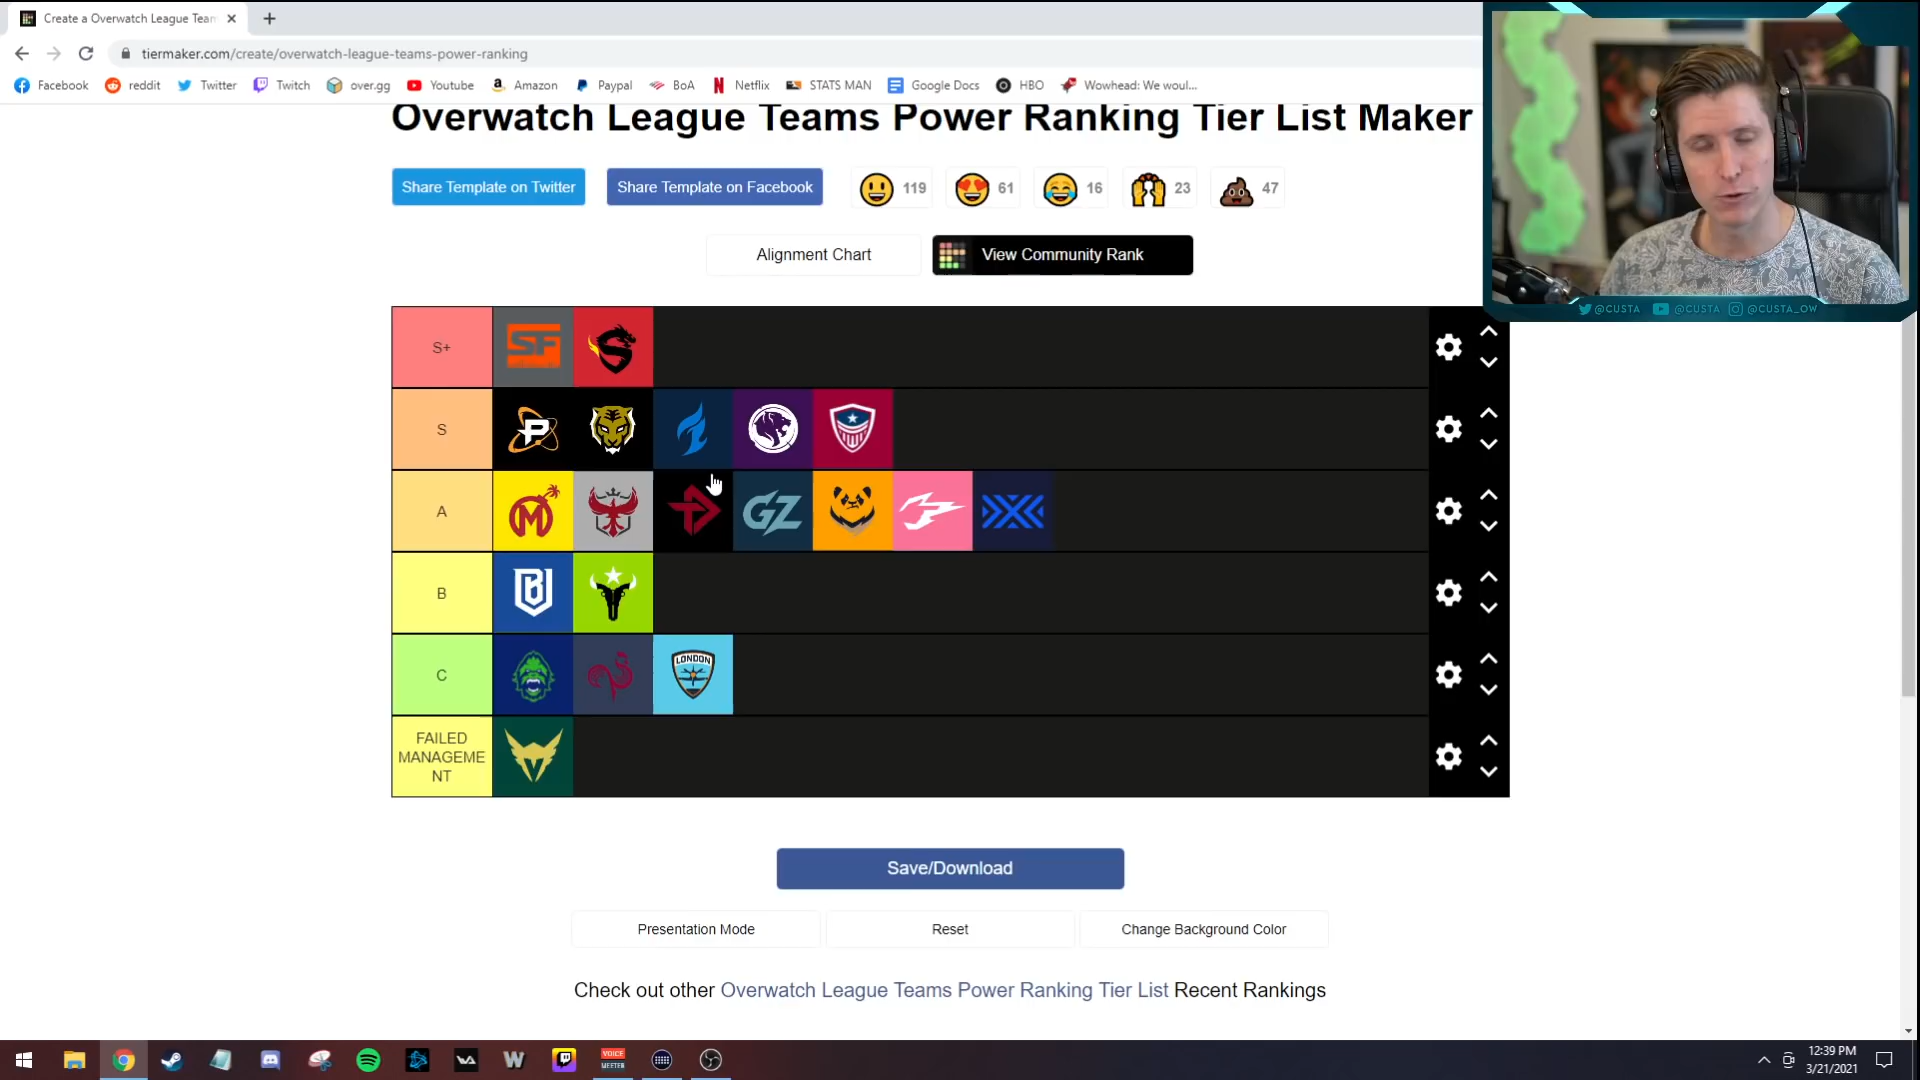 Create a Overwatch League Team
tiermaker.com/create/overwatch-league-teams-power-ranking
Facebook reddit Twitter Twitch over.gg Youtube Amazon Paypal BoA Netflix STATS MAN Google Docs HBO Wowhead: We woul...
Overwatch League Teams Power Ranking Tier List Maker
Share Template on Twitter Share Template on Facebook 119 61 16 23 47
Alignment Chart View Community Rank
@CUSTA @CUSTA @CUSTA_OW
S+ SF S
S P
A M GZ
B B
C LONDON
FAILED
MANAGEME
NT
Save/Download
Presentation Mode Reset Change Background Color
Check out other Overwatch League Teams Power Ranking Tier List Recent Rankings
W VOICE
MEETER
12:39 PM
3/21/2021